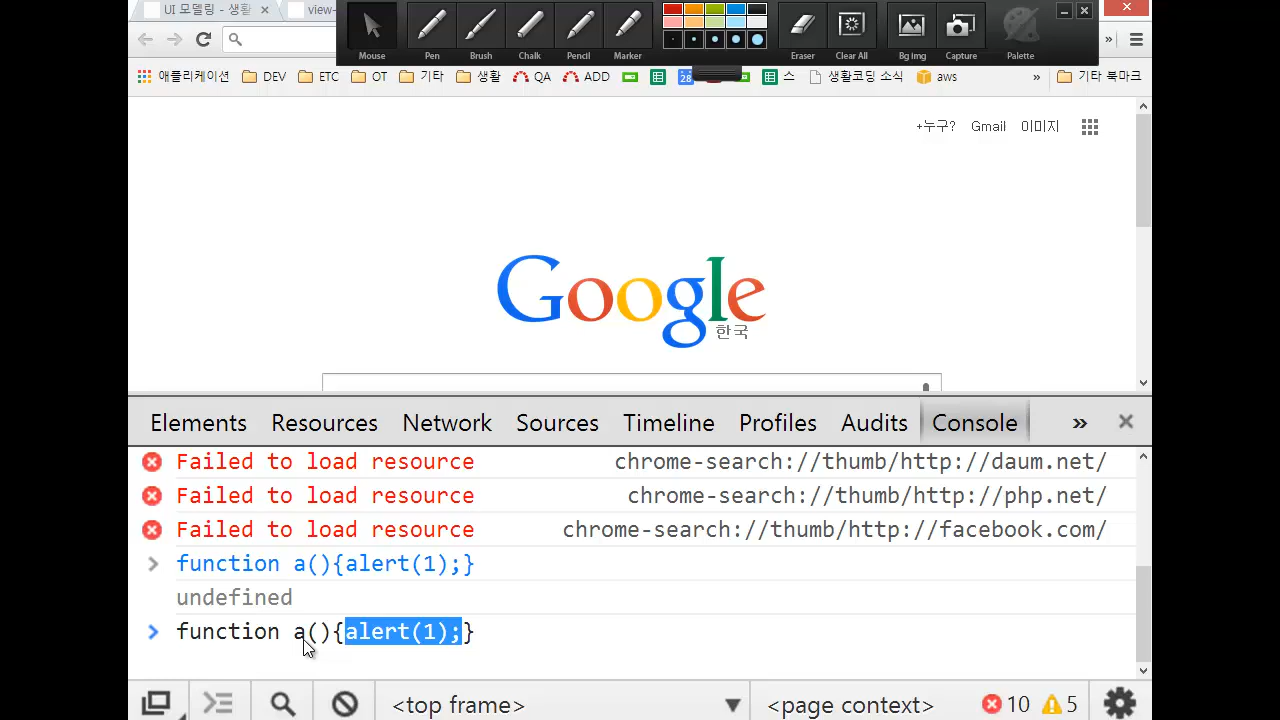 UI 모델링 - 생활
view-
Mouse Pen Brush Chalk Pencil Marker Eraser Clear All Bg Img Capture Palette
애플리케이션 DEV ETC OT 기타 생활 QA ADD 28 스 생활코딩 소식 aws » 기타 북마크
+누구? Gmail 이미지
Google
한국
Elements Resources Network Sources Timeline Profiles Audits Console »
Failed to load resource chrome-search://thumb/http://daum.net/
Failed to load resource chrome-search://thumb/http://php.net/
Failed to load resource chrome-search://thumb/http://facebook.com/
> function a(){alert(1);}
undefined
> function a(){alert(1);}
<top frame> <page context> 10 5